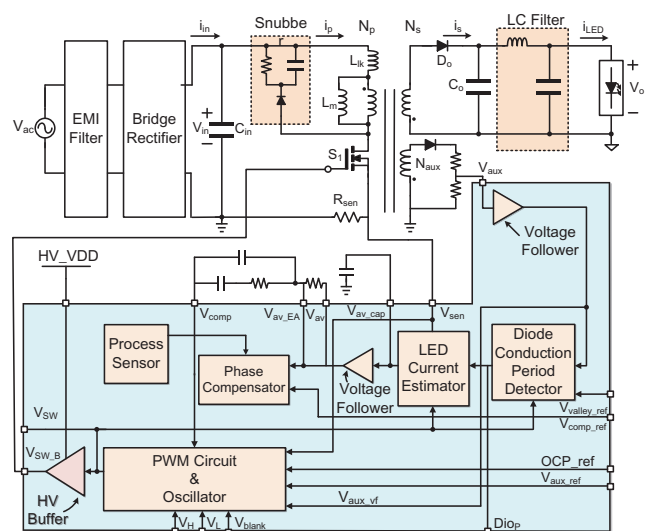 Snubbe
r
i_in
i_p
N_p
N_s
i_s
LC Filter
i_LED
L_lk
D_o
L_m
C_o
V_o
EMI
Filter
Bridge
Rectifier
V_ac
V_in
C_in
S_1
N_aux
V_aux
R_sen
Voltage
Follower
HV_VDD
V_comp
V_av_EA
V_av
V_av_cap
V_sen
Process
Sensor
Phase
Compensator
Voltage
Follower
LED
Current
Estimator
Diode
Conduction
Period
Detector
V_valley_ref
V_comp_ref
V_SW
V_SW_B
HV
Buffer
PWM Circuit
&
Oscillator
OCP_ref
V_aux_ref
V_aux_vf
V_H
V_L
V_blank
Dio_P